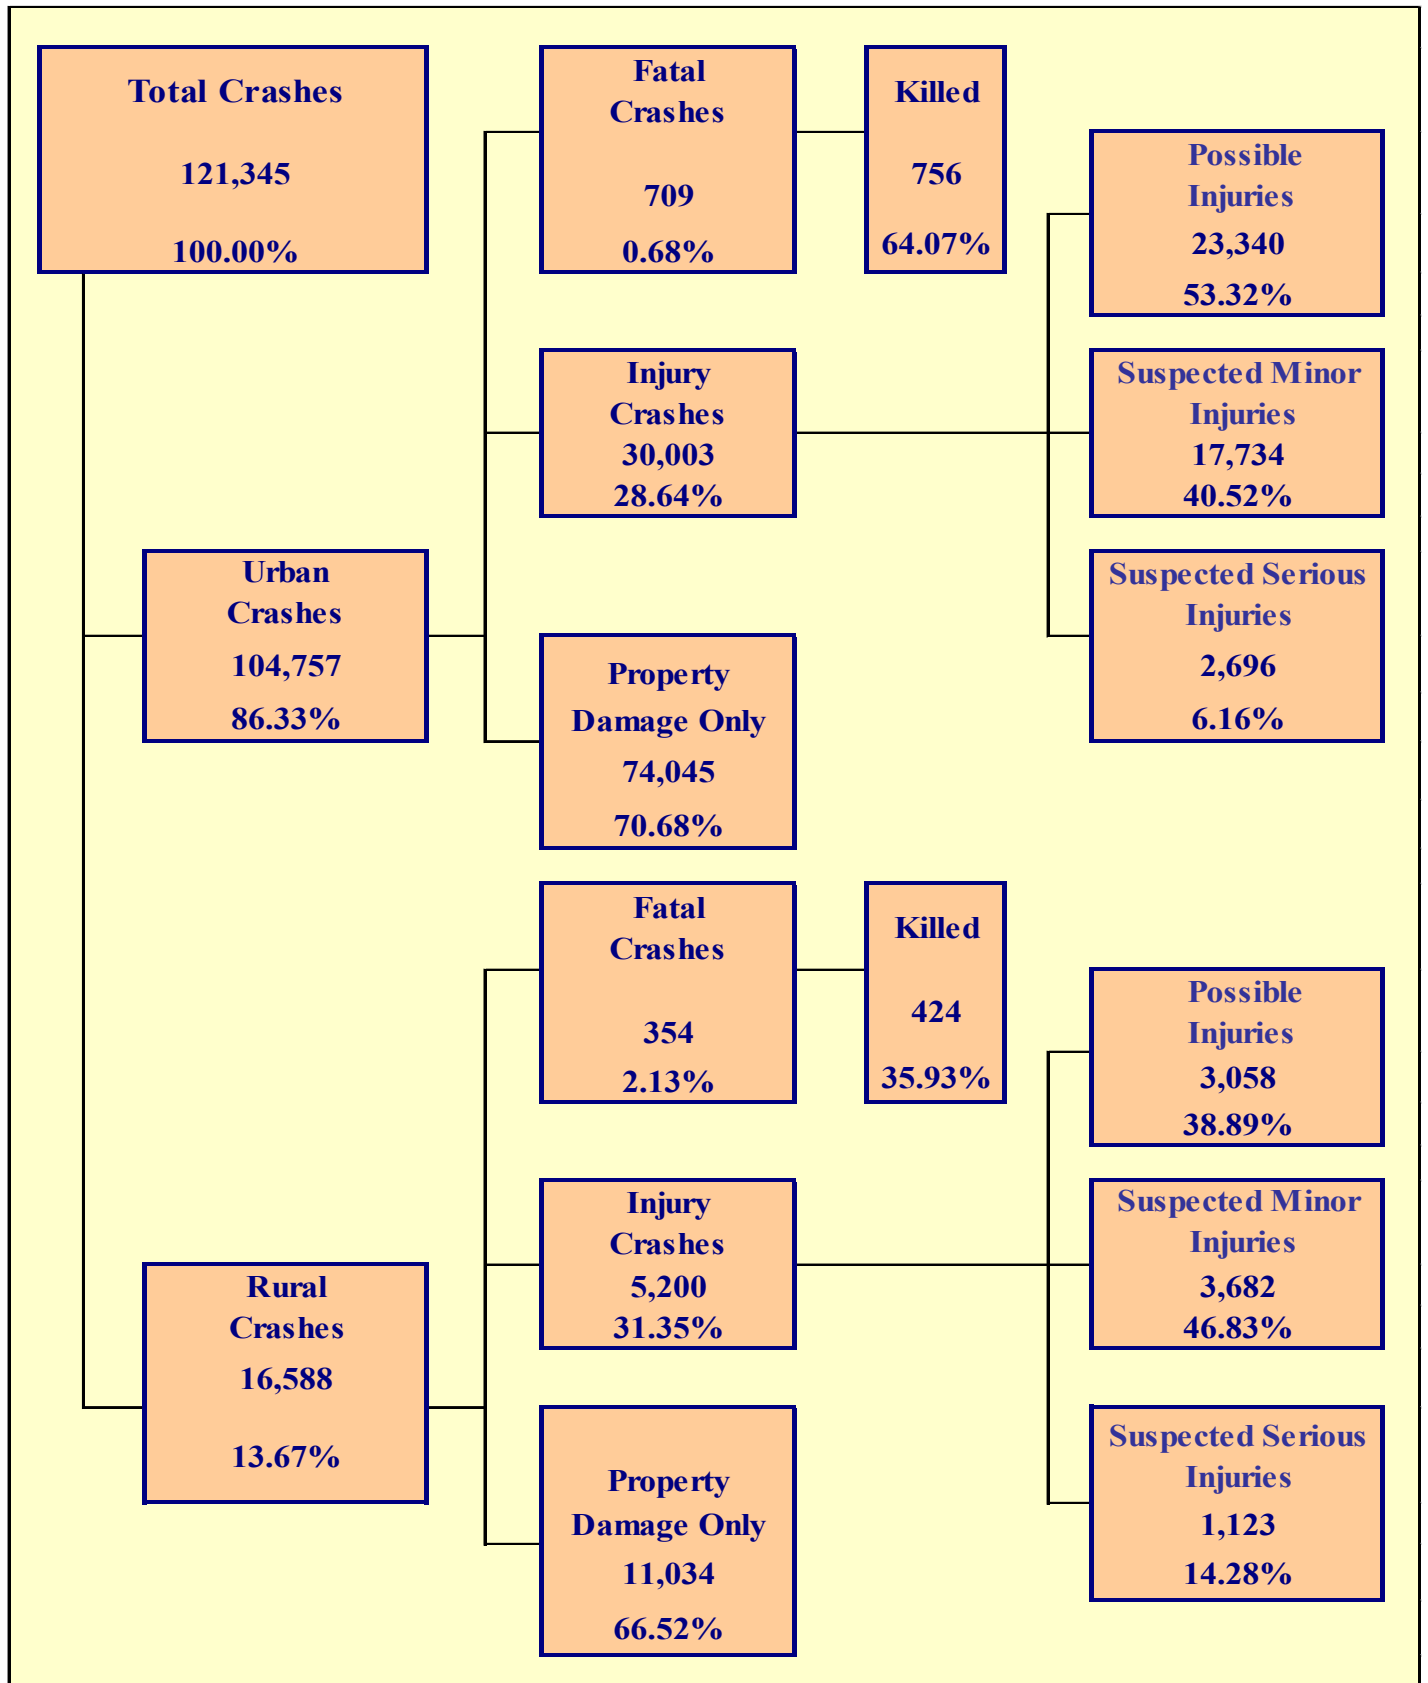 Total Crashes
121,345
100.00%
Fatal
Crashes
709
0.68%
Killed
756
64.07%
Possible
Injuries
23,340
53.32%
Injury
Crashes
30,003
28.64%
Suspected Minor
Injuries
17,734
40.52%
Urban
Crashes
104,757
86.33%
Suspected Serious
Injuries
2,696
6.16%
Property
Damage Only
74,045
70.68%
Fatal
Crashes
354
2.13%
Killed
424
35.93%
Possible
Injuries
3,058
38.89%
Injury
Crashes
5,200
31.35%
Suspected Minor
Injuries
3,682
46.83%
Rural
Crashes
16,588
13.67%
Property
Damage Only
11,034
66.52%
Suspected Serious
Injuries
1,123
14.28%